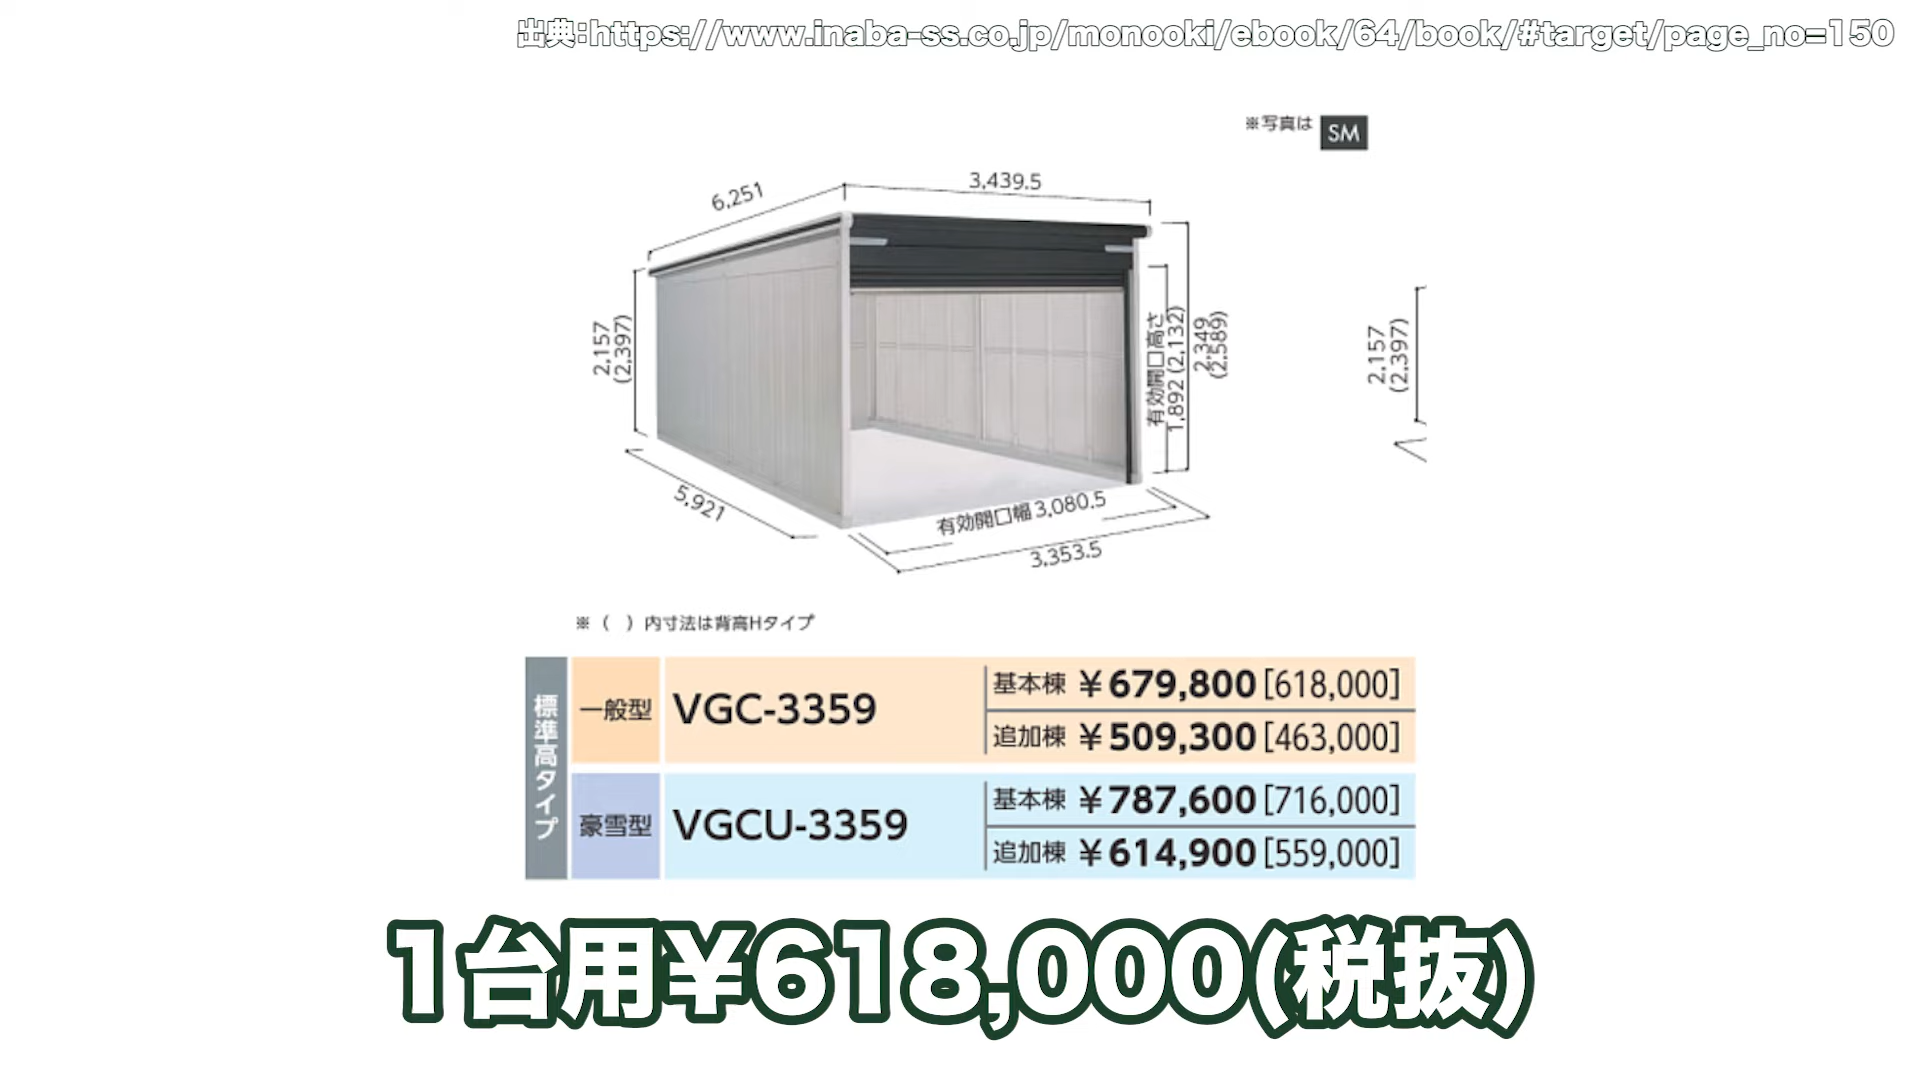 出典:https://www.inaba-ss.co.jp/monooki/ebook/64/book/#target/page_no=150
※写真は SM
6,251
3,439.5
2,157
(2,397)
有効開口高さ
1,892 (2,132)
2,349
(2,589)
2,157
(2,397)
5,921
有効開口幅 3,080.5
3,353.5
※（　）内寸法は背高Hタイプ
標準高タイプ
一般型 VGC-3359
基本棟 ￥679,800[618,000]
追加棟 ￥509,300[463,000]
豪雪型 VGCU-3359
基本棟 ￥787,600[716,000]
追加棟 ￥614,900[559,000]
1台用¥618,000(税抜)